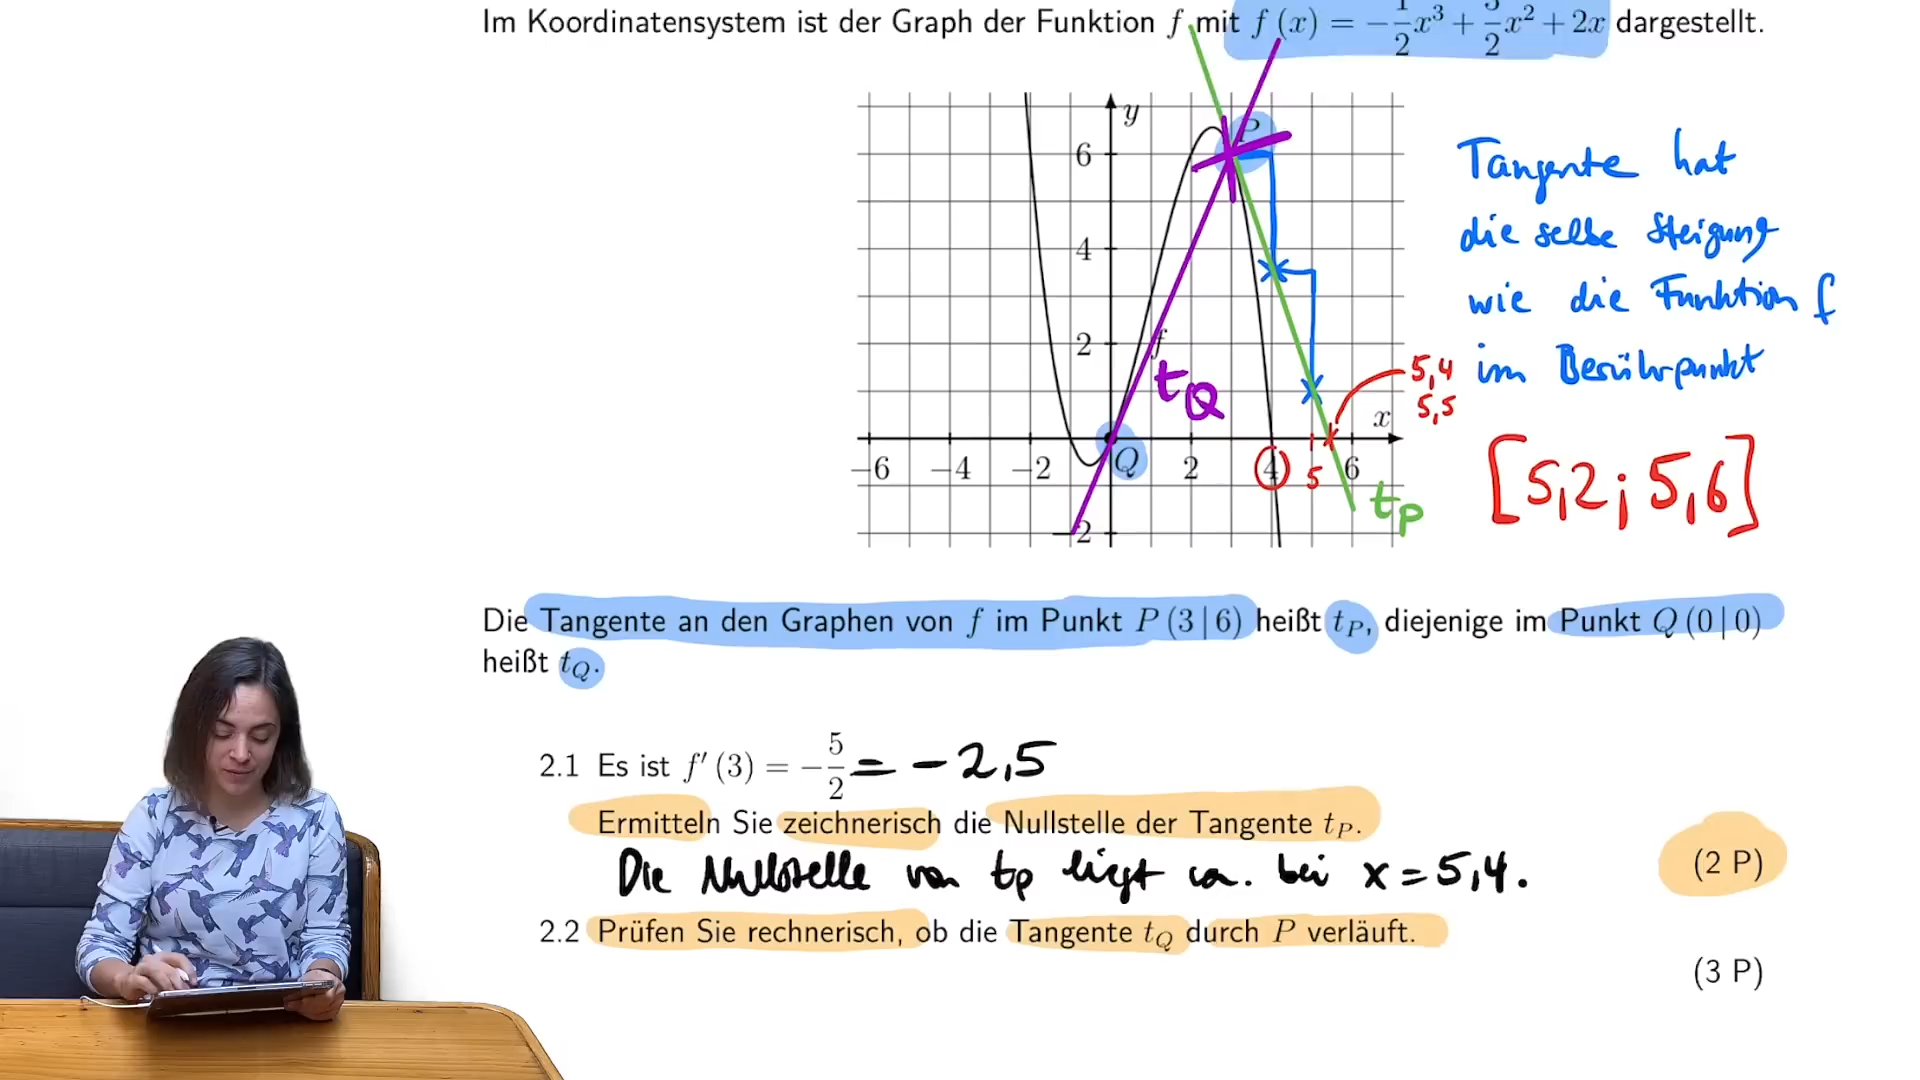 Im Koordinatensystem ist der Graph der Funktion f mit f (x) = −1/2x³ + 5/2x² + 2x dargestellt.
y
P
6
4
2
f
tQ
x
−6 −4 −2 Q 2 4 5 6
tP
−2
5,4
5,5
Tangente hat
die selbe Steigung
wie die Funktion f
im Berührpunkt
[5,2; 5,6]
Die Tangente an den Graphen von f im Punkt P (3 | 6) heißt tP, diejenige im Punkt Q (0 | 0)
heißt tQ.
2.1 Es ist f′ (3) = −5/2 = −2,5
Ermitteln Sie zeichnerisch die Nullstelle der Tangente tP.
(2 P)
Die Nullstelle von tp liegt ca. bei x = 5,4.
2.2 Prüfen Sie rechnerisch, ob die Tangente tQ durch P verläuft.
(3 P)